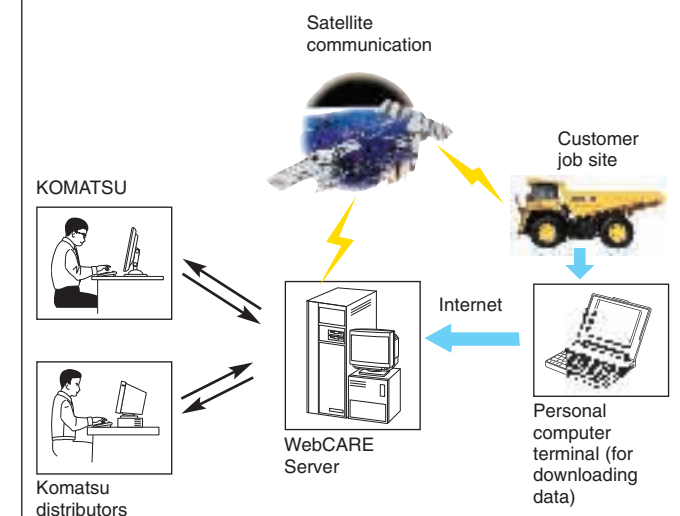 Satellite
communication
Customer
job site
KOMATSU
Internet
WebCARE
Server
Personal
computer
terminal (for
downloading
data)
Komatsu
distributors